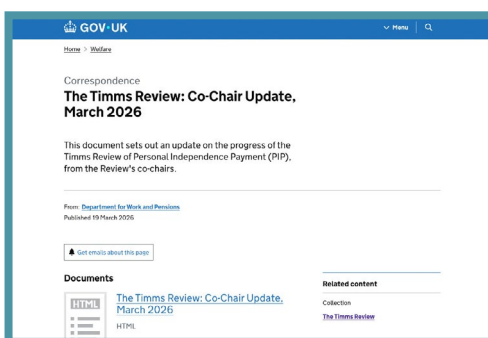 GOV·UK
Menu
Home > Welfare
Correspondence
The Timms Review: Co-Chair Update,
March 2026
This document sets out an update on the progress of the
Timms Review of Personal Independence Payment (PIP),
from the Review's co-chairs.
From: Department for Work and Pensions
Published 19 March 2026
Get emails about this page
Documents
HTML
The Timms Review: Co-Chair Update,
March 2026
HTML
Related content
Collection
The Timms Review